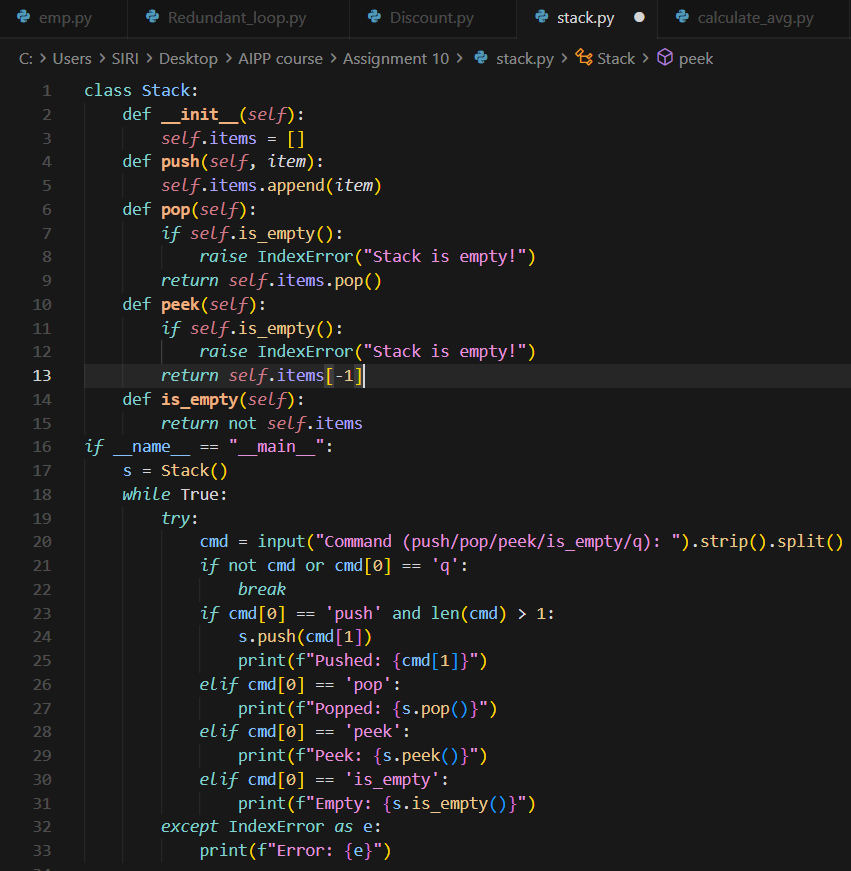 emp.py Redundant_loop.py Discount.py stack.py ● calculate_avg.py
C: > Users > SIRI > Desktop > AIPP course > Assignment 10 > stack.py > Stack > peek
1 class Stack:
2     def __init__(self):
3         self.items = []
4     def push(self, item):
5         self.items.append(item)
6     def pop(self):
7         if self.is_empty():
8             raise IndexError("Stack is empty!")
9         return self.items.pop()
10     def peek(self):
11         if self.is_empty():
12             raise IndexError("Stack is empty!")
13         return self.items[-1]
14     def is_empty(self):
15         return not self.items
16 if __name__ == "__main__":
17     s = Stack()
18     while True:
19         try:
20             cmd = input("Command (push/pop/peek/is_empty/q): ").strip().split()
21             if not cmd or cmd[0] == 'q':
22                 break
23             if cmd[0] == 'push' and len(cmd) > 1:
24                 s.push(cmd[1])
25                 print(f"Pushed: {cmd[1]}")
26             elif cmd[0] == 'pop':
27                 print(f"Popped: {s.pop()}")
28             elif cmd[0] == 'peek':
29                 print(f"Peek: {s.peek()}")
30             elif cmd[0] == 'is_empty':
31                 print(f"Empty: {s.is_empty()}")
32         except IndexError as e:
33             print(f"Error: {e}")